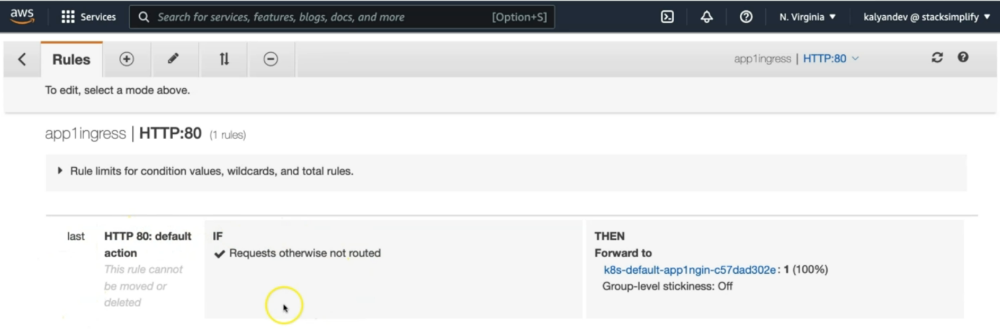 aws Services Search for services, features, blogs, docs, and more [Option+S] N. Virginia ▼ kalyandev @ stacksimplify ▼
Rules app1ingress | HTTP:80
To edit, select a mode above.
app1ingress | HTTP:80 (1 rules)
Rule limits for condition values, wildcards, and total rules.
last HTTP 80: default action
This rule cannot be moved or deleted
IF
Requests otherwise not routed
THEN
Forward to
k8s-default-app1ngin-c57dad302e: 1 (100%)
Group-level stickiness: Off